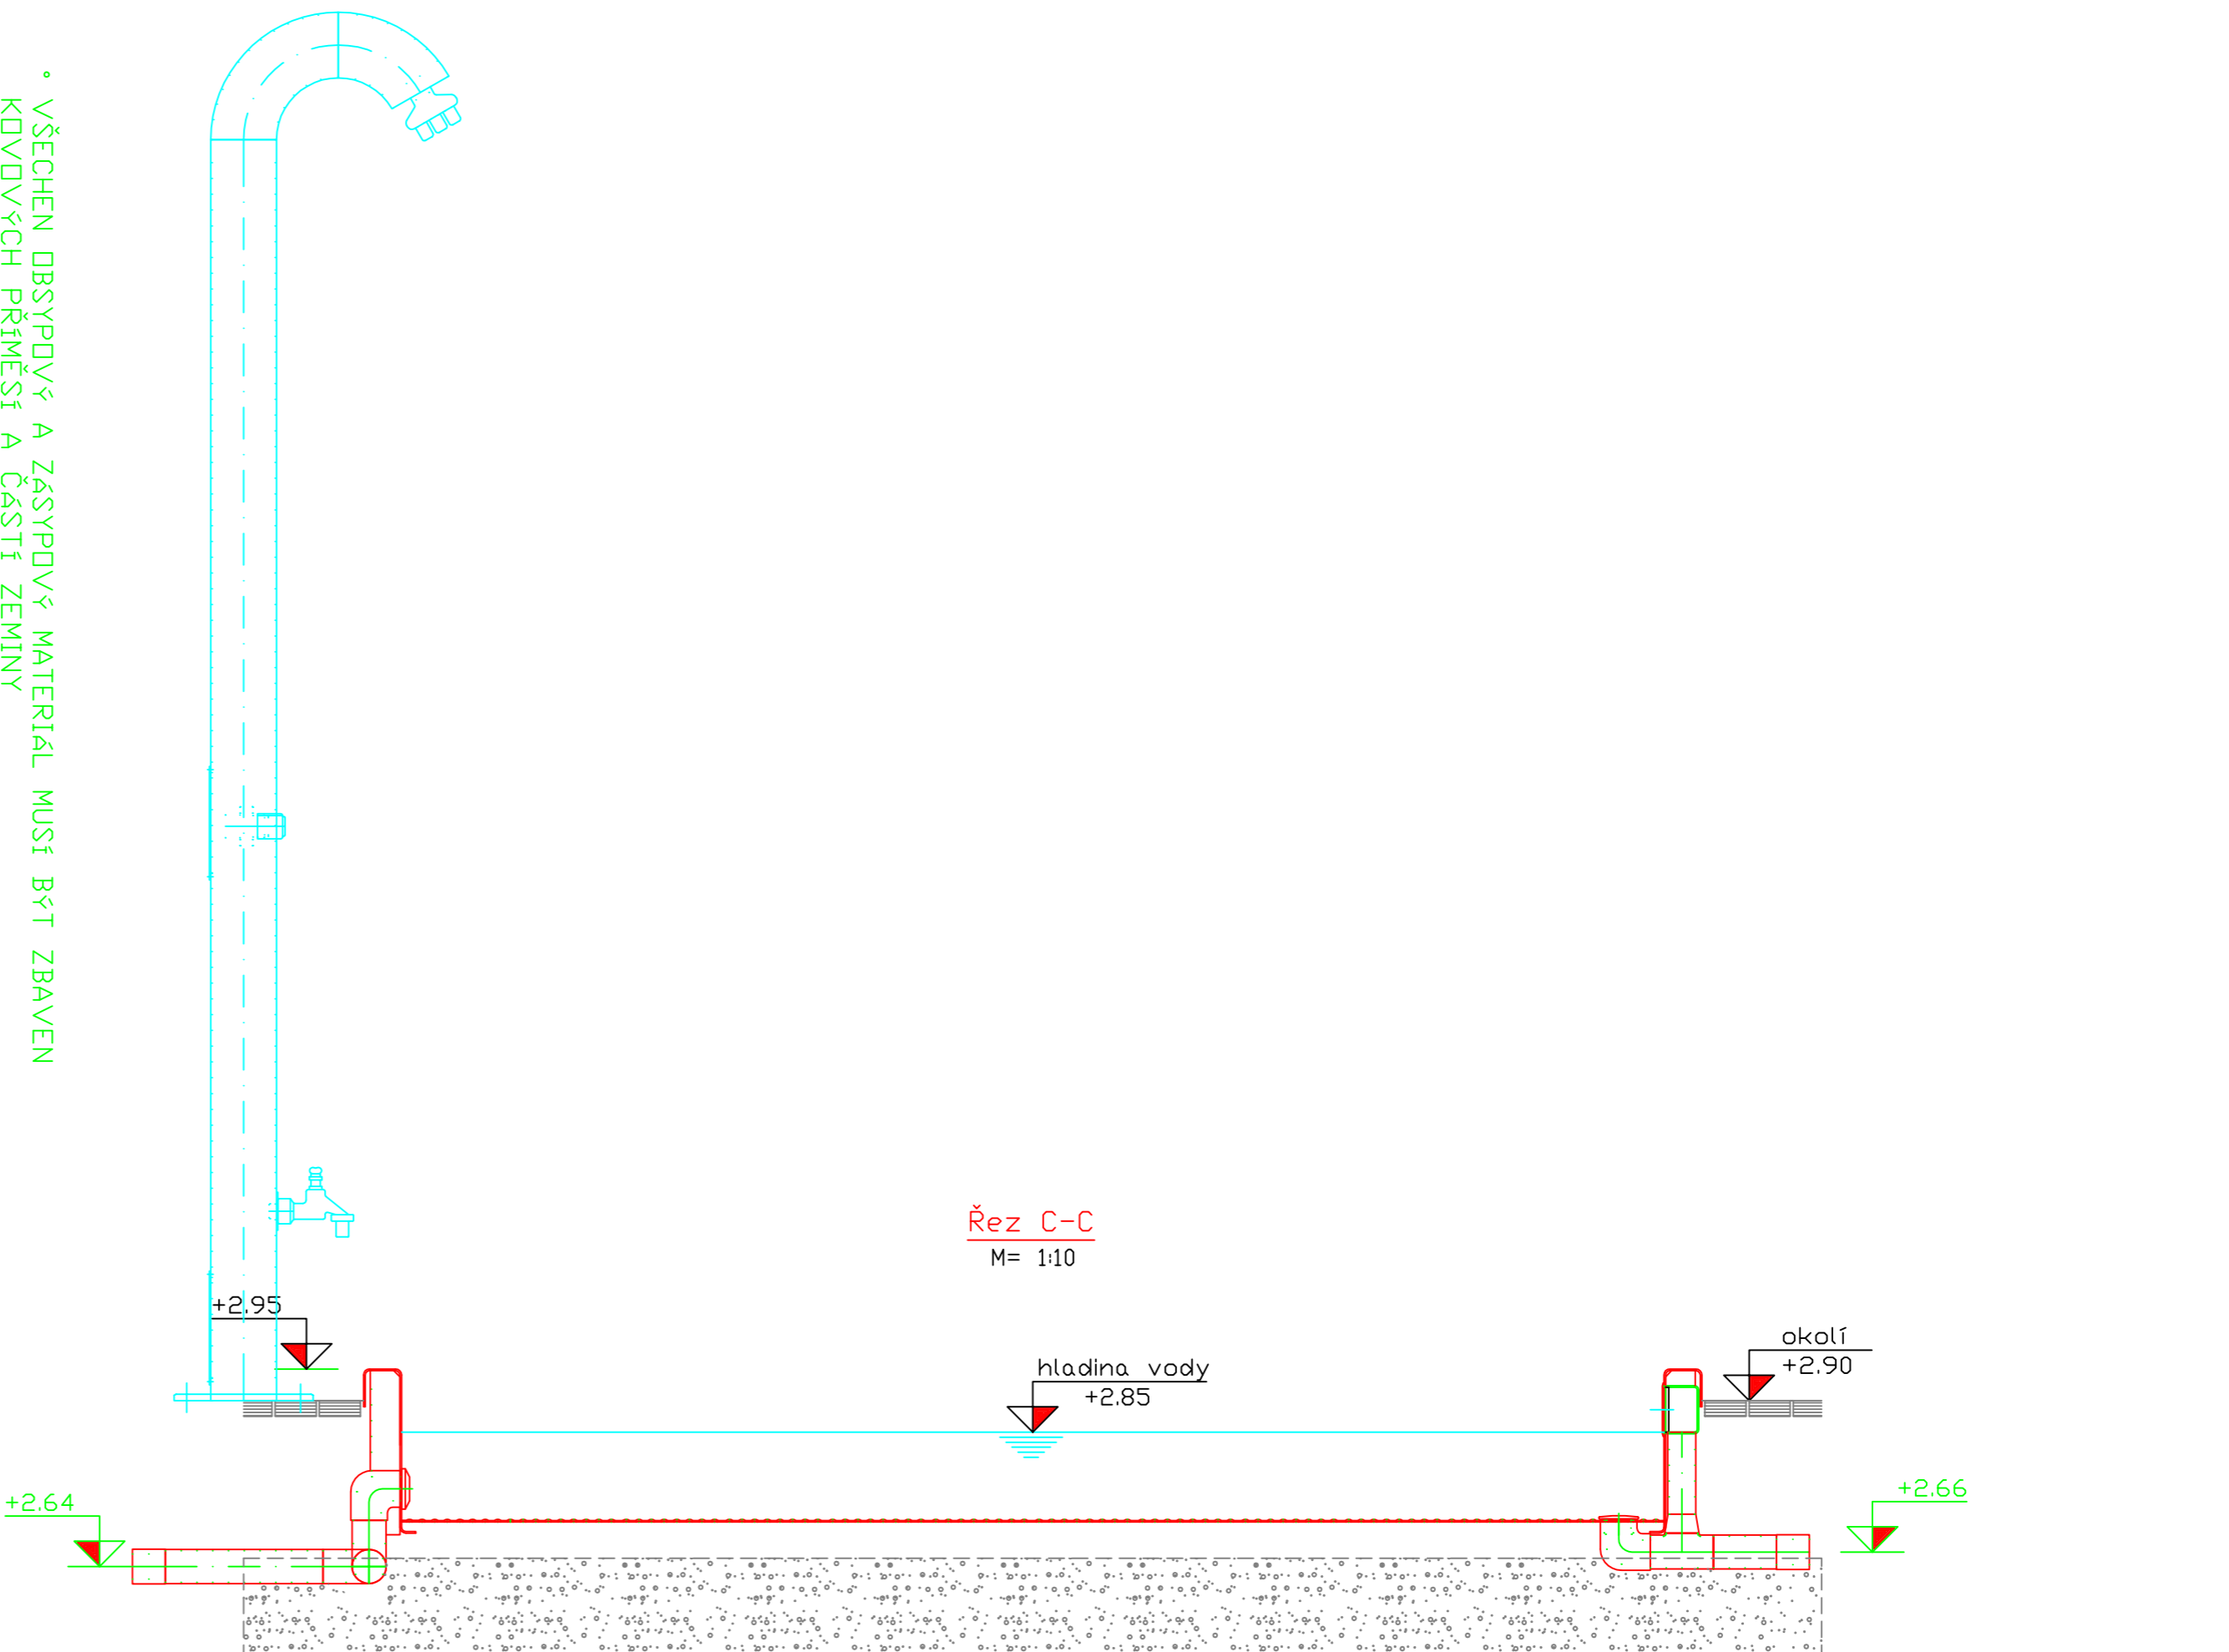 ° VŠECHEN OBSYPOVÝ A ZÁSYPOVÝ MATERIÁL MUSÍ BÝT ZBAVEN
KOVOVÝCH PŘÍMĚSÍ A ČÁSTÍ ZEMINY
Řez C-C
M= 1:10
+2.95
okolí
+2.90
hladina vody
+2.85
+2.64
+2.66